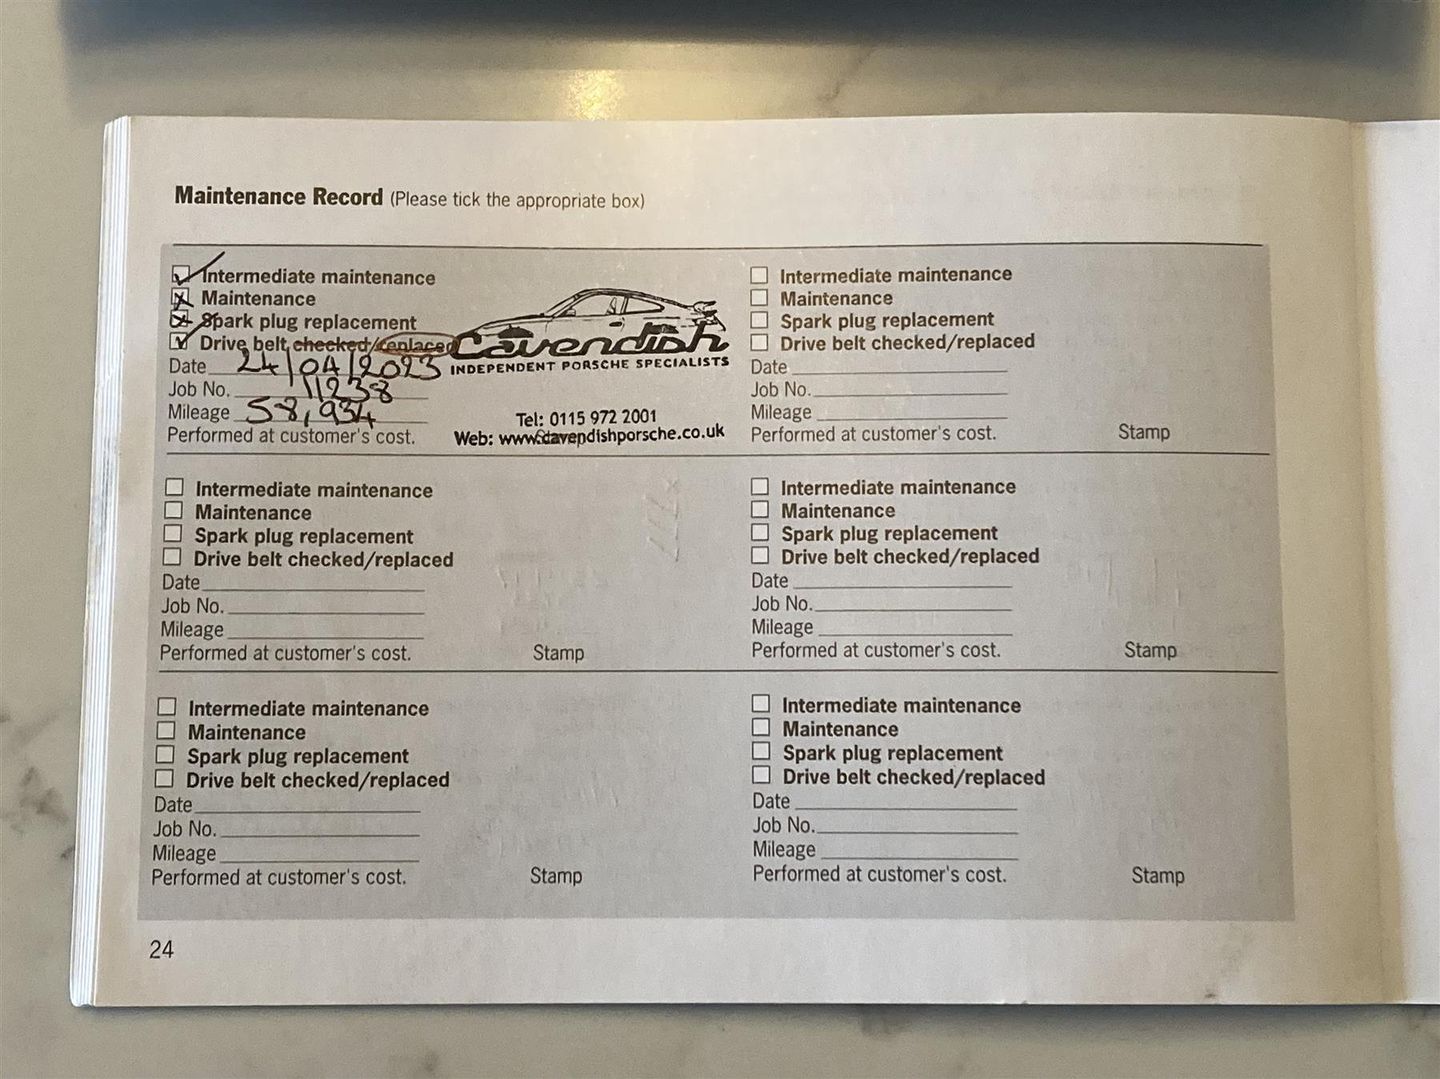 Maintenance Record (Please tick the appropriate box)
Intermediate maintenance
Maintenance
Spark plug replacement
Drive belt checked/replaced
Date 24/04/2023
Job No. 11238
Mileage 58,934
Performed at customer's cost.
Cavendish
INDEPENDENT PORSCHE SPECIALISTS
Tel: 0115 972 2001
Web: www.cavendishporsche.co.uk
Stamp
Intermediate maintenance
Maintenance
Spark plug replacement
Drive belt checked/replaced
Date
Job No.
Mileage
Performed at customer's cost. Stamp
Intermediate maintenance
Maintenance
Spark plug replacement
Drive belt checked/replaced
Date
Job No.
Mileage
Performed at customer's cost. Stamp
Intermediate maintenance
Maintenance
Spark plug replacement
Drive belt checked/replaced
Date
Job No.
Mileage
Performed at customer's cost. Stamp
Intermediate maintenance
Maintenance
Spark plug replacement
Drive belt checked/replaced
Date
Job No.
Mileage
Performed at customer's cost. Stamp
Intermediate maintenance
Maintenance
Spark plug replacement
Drive belt checked/replaced
Date
Job No.
Mileage
Performed at customer's cost. Stamp
24